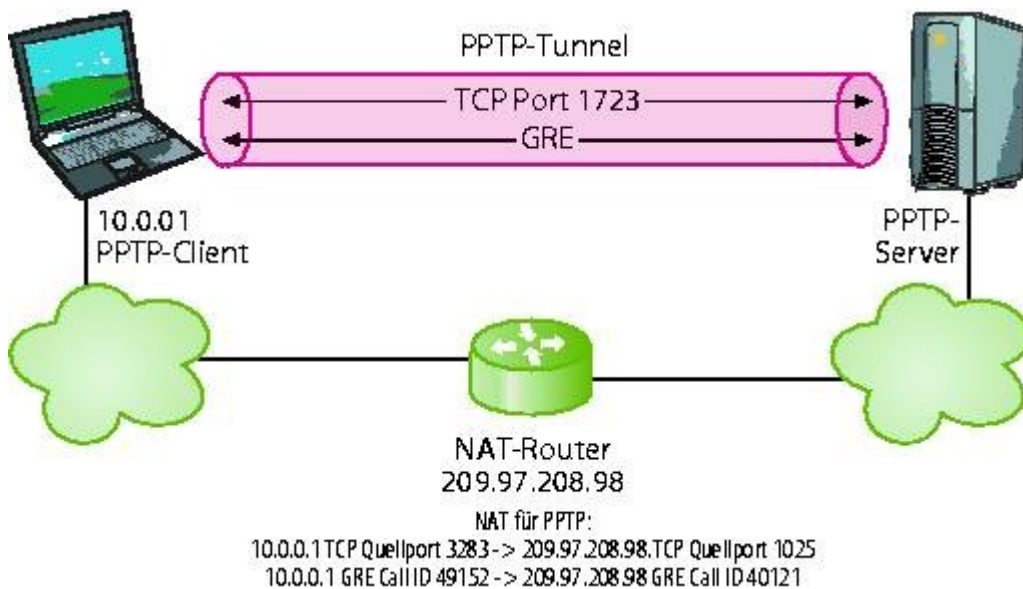 PPTP-Tunnel
TCP Port 1723
GRE
10.0.01
PPTP-Client
PPTP-
Server
NAT-Router
209.97.208.98
NAT für PPTP:
10.0.0.1 TCP Quellport 3283 -> 209.97.208.98.TCP Quellport 1025
10.0.0.1 GRE Call ID 49152 -> 209.97.208.98 GRE Call ID 40121